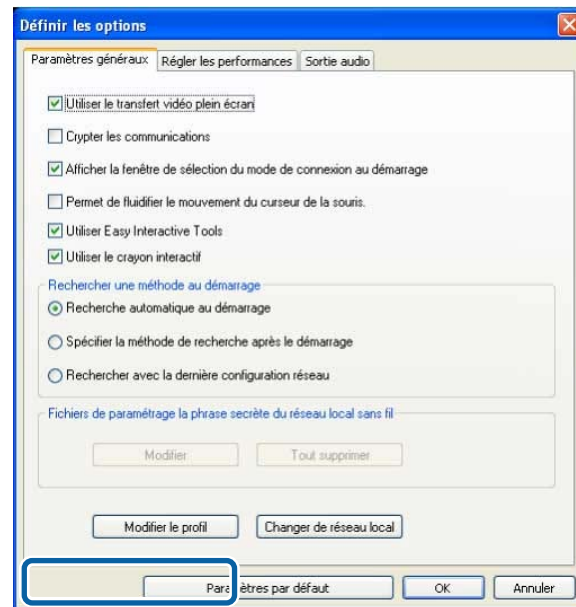 Définir les options
Paramètres généraux Régler les performances Sortie audio
Utiliser le transfert vidéo plein écran
Crypter les communications
Afficher la fenêtre de sélection du mode de connexion au démarrage
Permet de fluidifier le mouvement du curseur de la souris.
Utiliser Easy Interactive Tools
Utiliser le crayon interactif
Rechercher une méthode au démarrage
Recherche automatique au démarrage
Spécifier la méthode de recherche après le démarrage
Rechercher avec la dernière configuration réseau
Fichiers de paramétrage la phrase secrète du réseau local sans fil
Modifier Tout supprimer
Modifier le profil Changer de réseau local
Paramètres par défaut OK Annuler